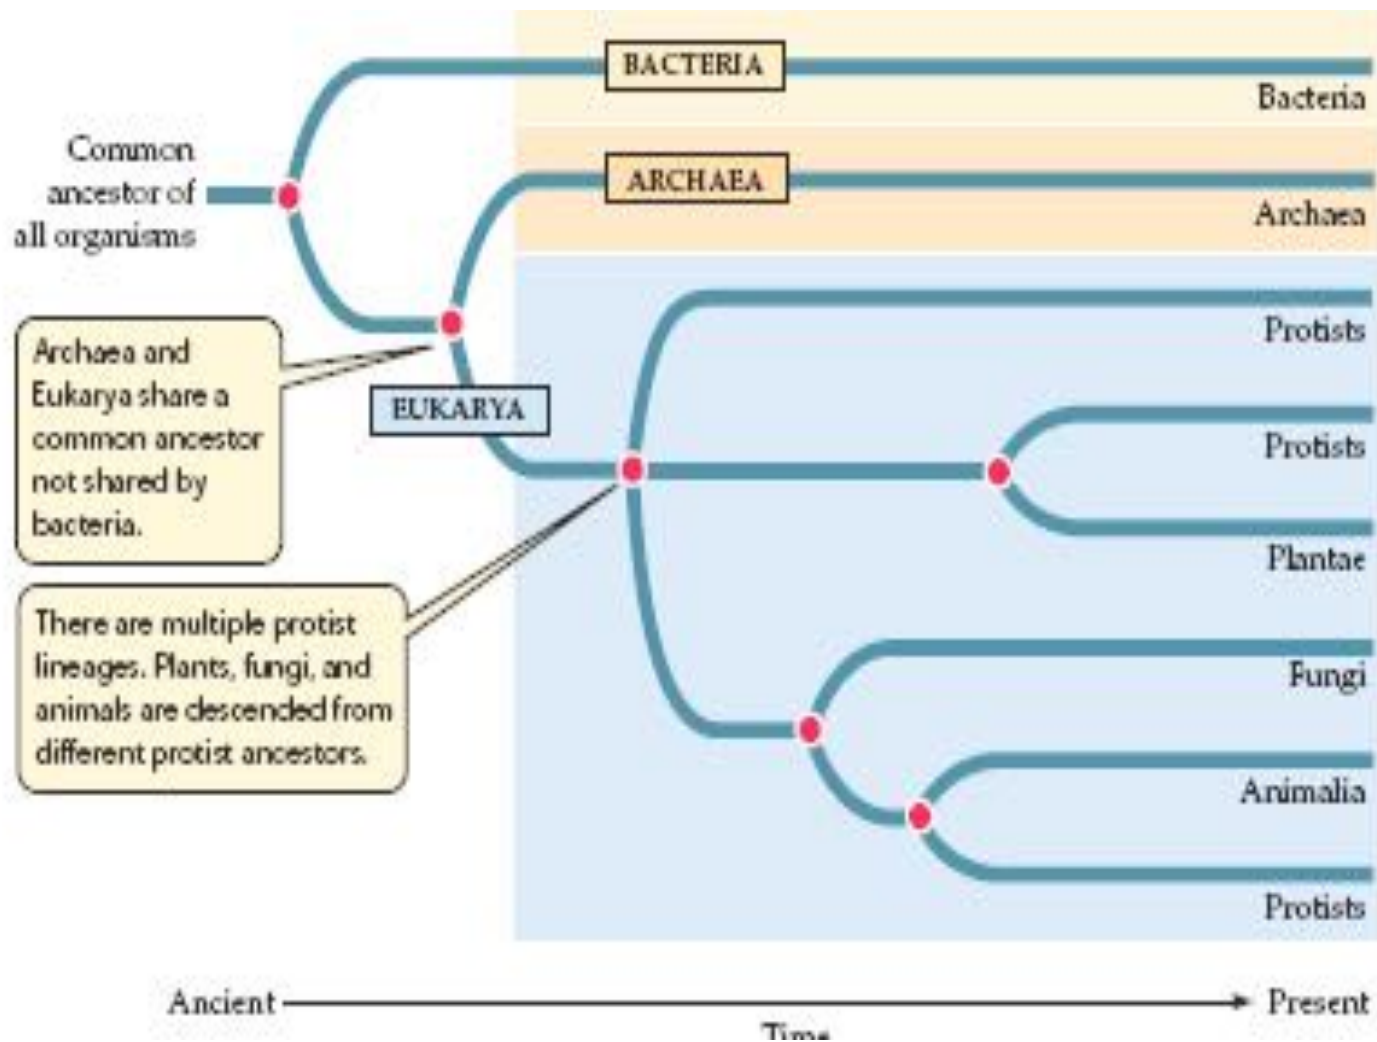 BACTERIA
Bacteria
Common
ancestor of
all organisms
ARCHAEA
Archaea
Protists
Archaea and
Eukarya share a
common ancestor
not shared by
bacteria.
EUKARYA
Protists
Plantae
There are multiple protist
lineages. Plants, fungi, and
animals are descended from
different protist ancestors.
Fungi
Animalia
Protists
Ancient
Present
Time